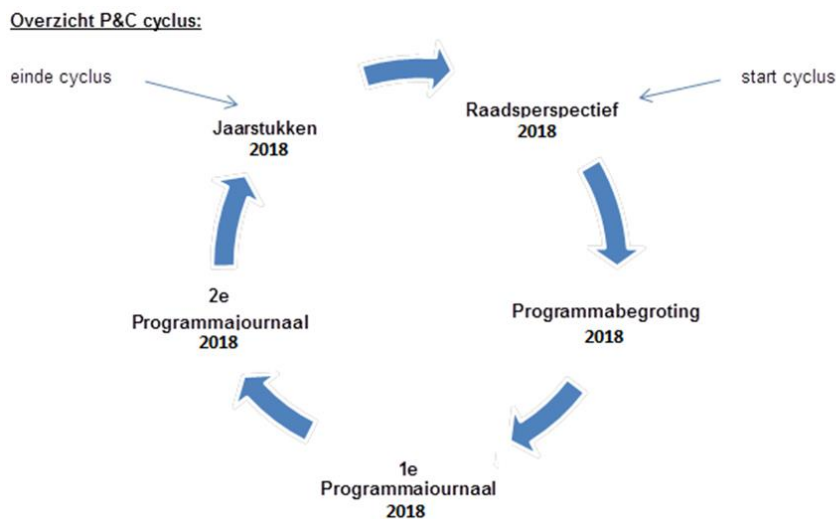 Overzicht P&C cyclus:
einde cyclus
start cyclus
Raadsperspectief
2018
Jaarstukken
2018
2e
Programmajournaal
2018
Programmabegroting
2018
1e
Programmajournaal
2018